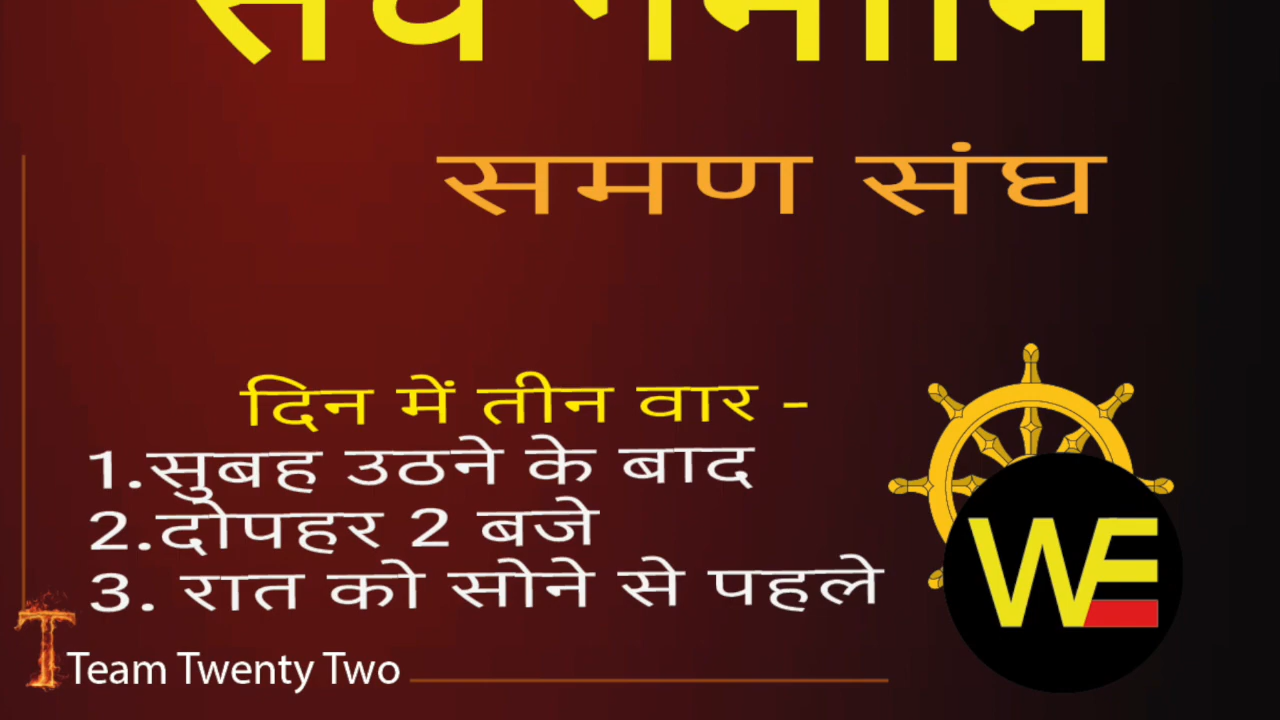 समण संघ
दिन में तीन वार -
1.सुबह उठने के बाद
2.दोपहर 2 बजे
3. रात को सोने से पहले
WE
T
Team Twenty Two